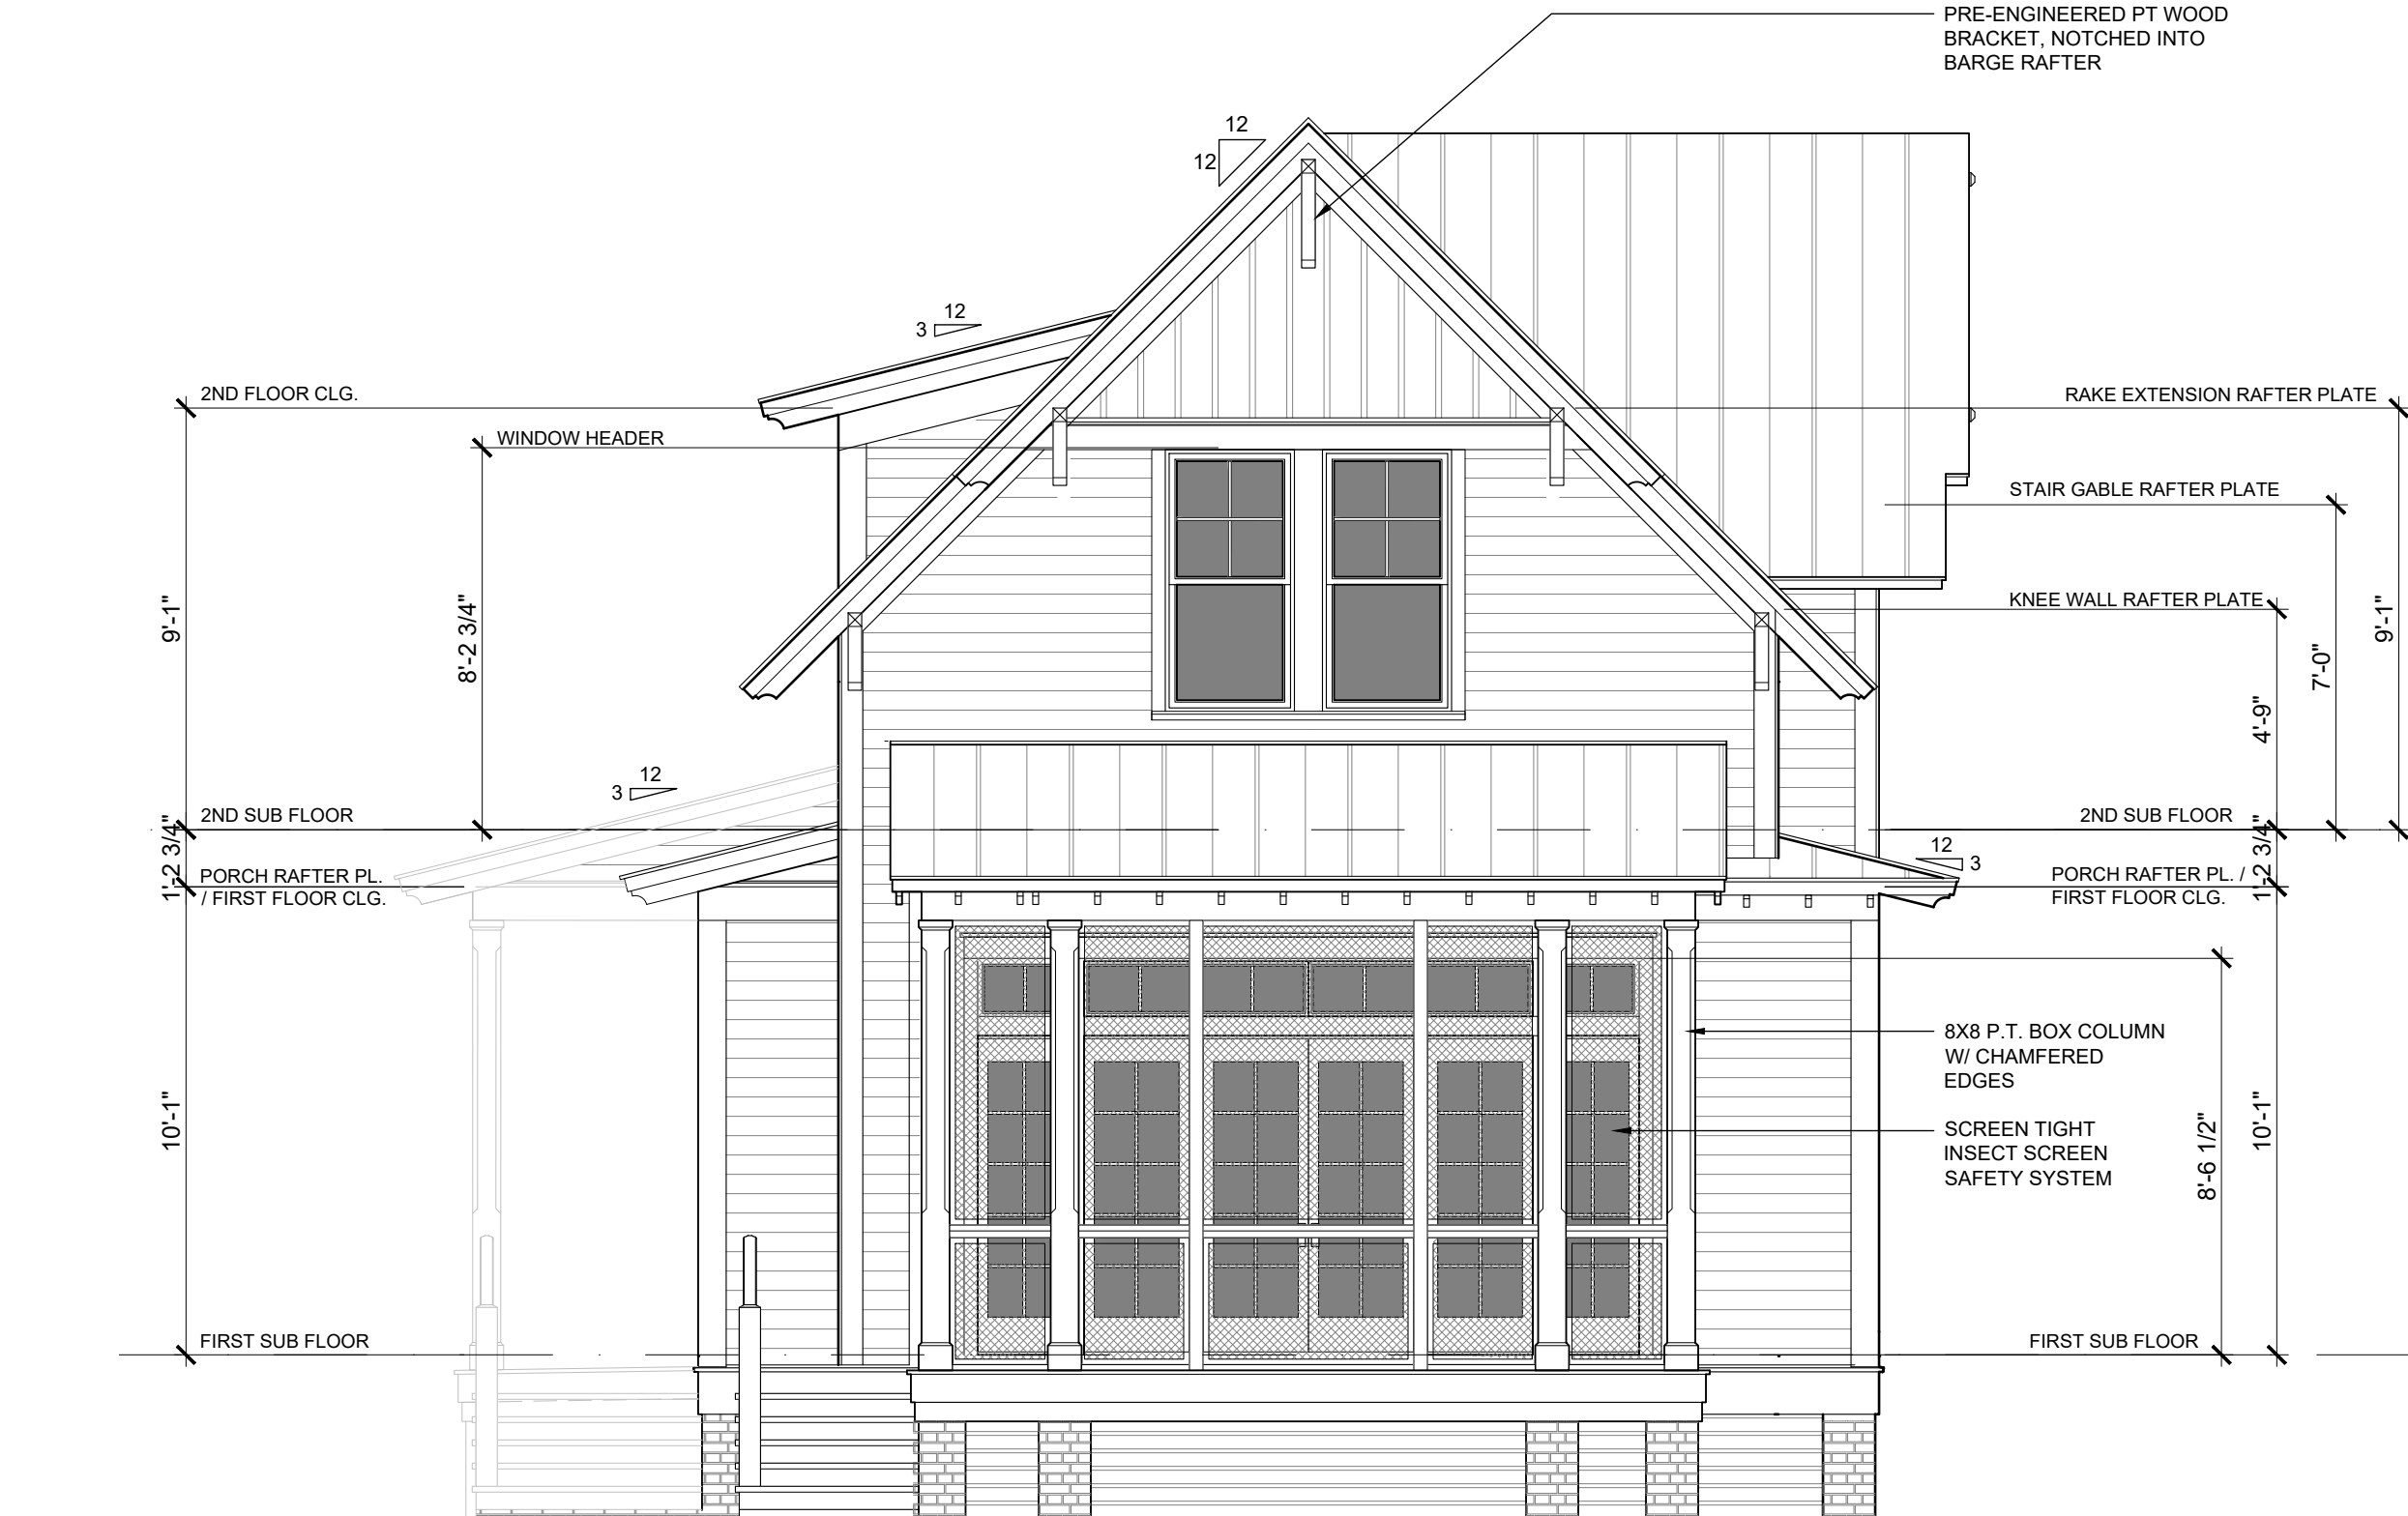 PRE-ENGINEERED PT WOOD
BRACKET, NOTCHED INTO
BARGE RAFTER
12
12
12
3
2ND FLOOR CLG.
RAKE EXTENSION RAFTER PLATE
WINDOW HEADER
STAIR GABLE RAFTER PLATE
KNEE WALL RAFTER PLATE
9'-1"
8'-2 3/4"
9'-1"
7'-0"
4'-9"
12
3
2ND SUB FLOOR
2ND SUB FLOOR
1'-2 3/4"
1'-2 3/4"
12
3
PORCH RAFTER PL.
/ FIRST FLOOR CLG.
PORCH RAFTER PL. /
FIRST FLOOR CLG.
8X8 P.T. BOX COLUMN
W/ CHAMFERED
EDGES
10'-1"
10'-1"
8'-6 1/2"
SCREEN TIGHT
INSECT SCREEN
SAFETY SYSTEM
FIRST SUB FLOOR
FIRST SUB FLOOR